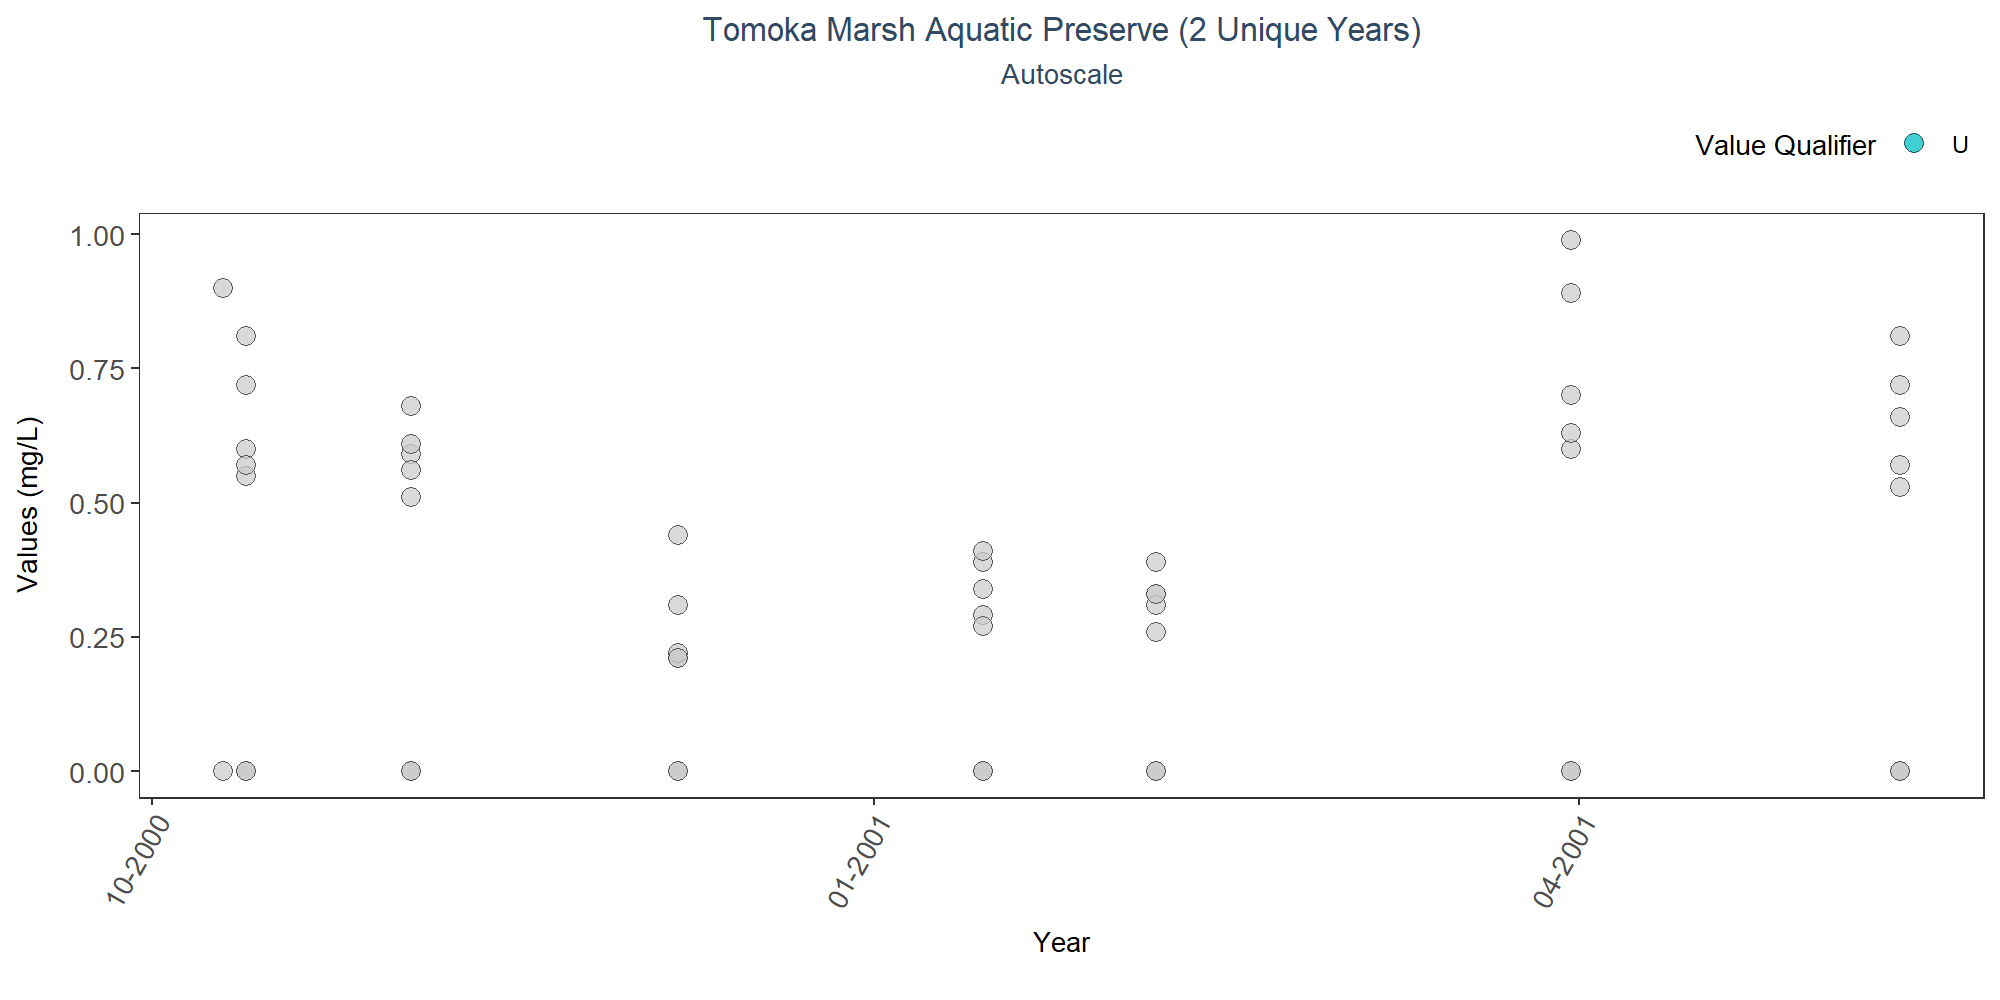 Tomoka Marsh Aquatic Preserve (2 Unique Years)
Autoscale
Value Qualifier U
1.00
0.75
0.50
0.25
0.00
Values (mg/L)
10-2000
01-2001
04-2001
Year